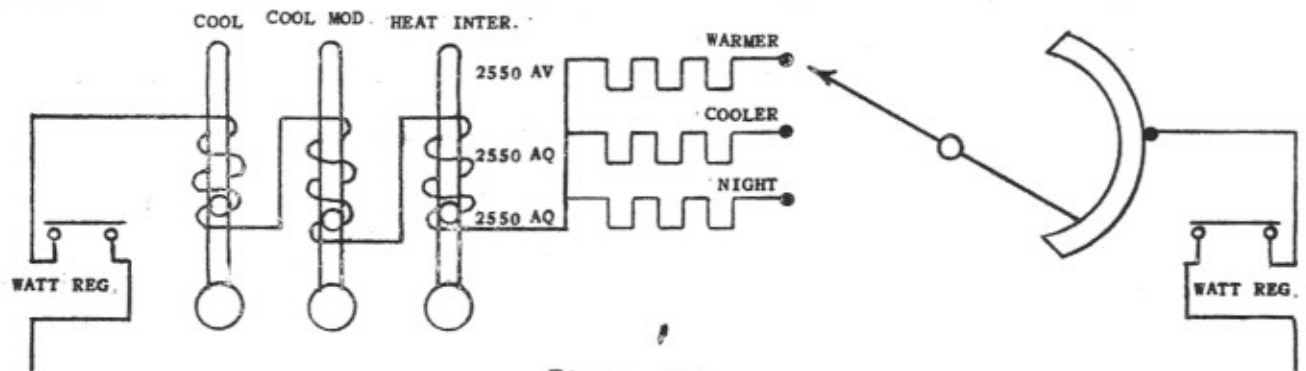 COOL
COOL MOD.
HEAT INTER.
WARMER
2550 AV
COOLER
2550 AQ
NIGHT
2550 AQ
WATT REG.
WATT REG.